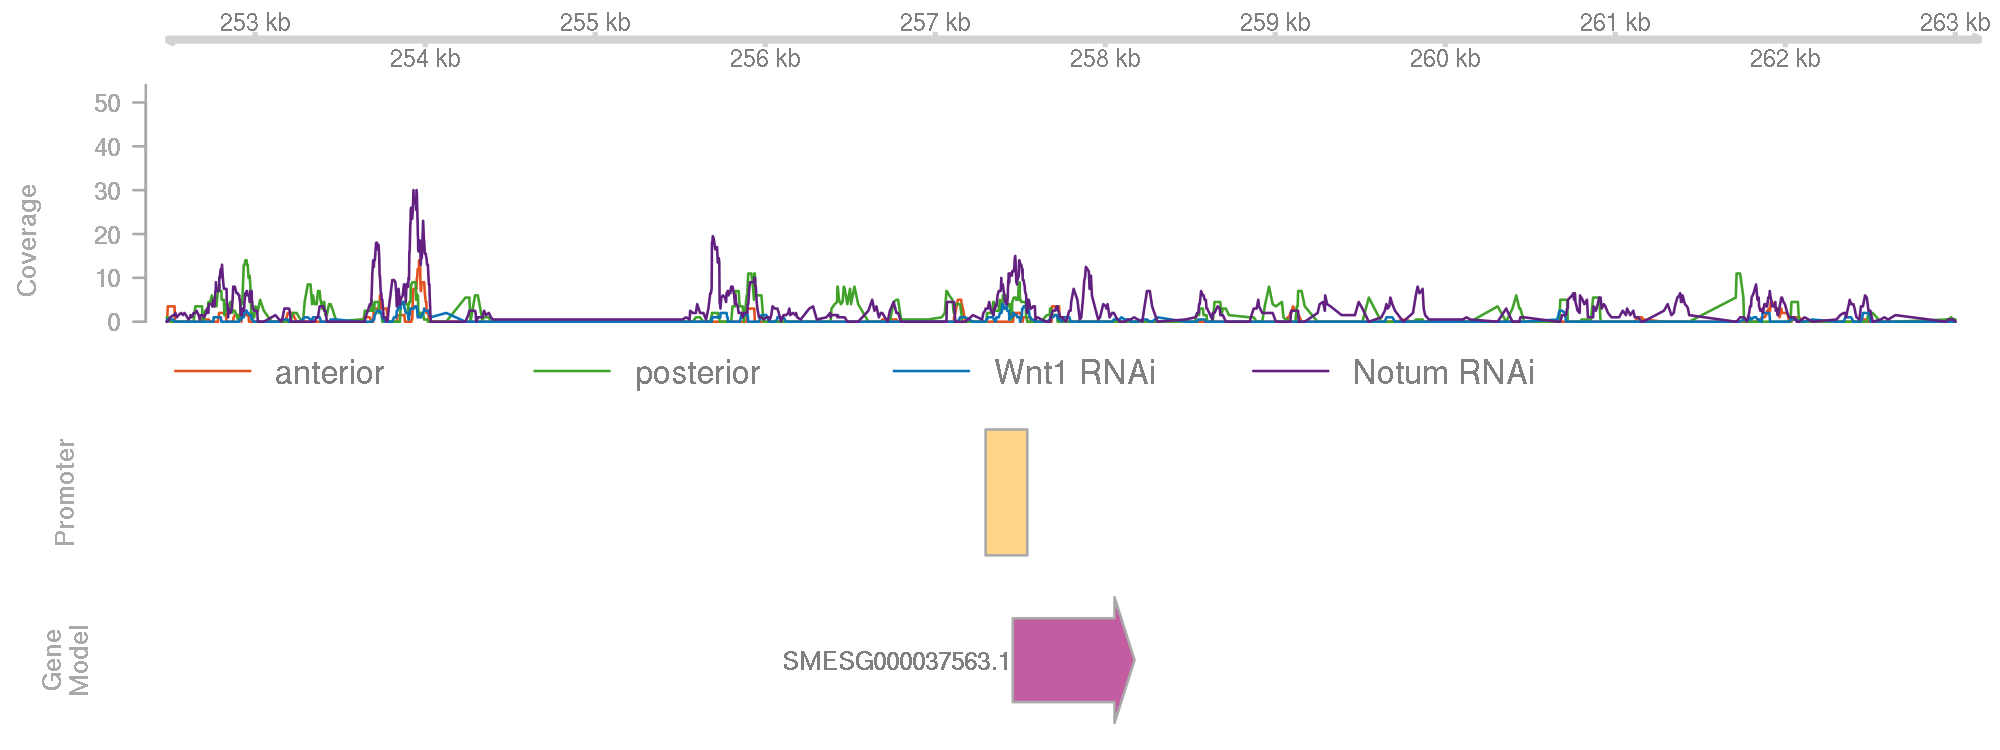 253 kb 255 kb 257 kb 259 kb 261 kb 263 kb
254 kb 256 kb 258 kb 260 kb 262 kb
Coverage
50
40
30
20
10
0
anterior posterior Wnt1 RNAi Notum RNAi
Promoter
Gene
Model
SMESG000037563.1